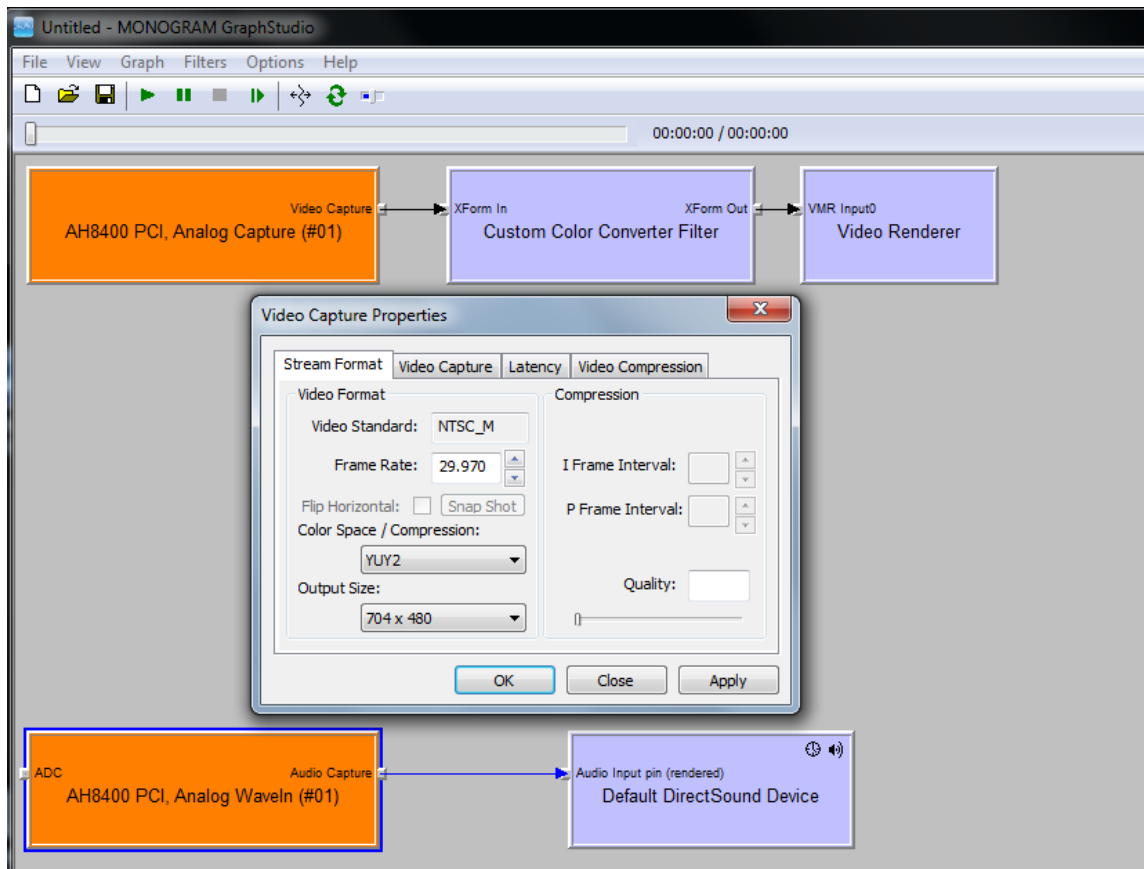 Untitled - MONOGRAM GraphStudio
File View Graph Filters Options Help
00:00:00 / 00:00:00
Video Capture
AH8400 PCI, Analog Capture (#01)
XForm In XForm Out
Custom Color Converter Filter
VMR Input0
Video Renderer
Video Capture Properties
Stream Format Video Capture Latency Video Compression
Video Format
Video Standard: NTSC_M
Frame Rate: 29.970
Flip Horizontal: Snap Shot
Color Space / Compression:
YUY2
Output Size:
704 x 480
Compression
I Frame Interval:
P Frame Interval:
Quality:
OK Close Apply
ADC Audio Capture
AH8400 PCI, Analog WaveIn (#01)
Audio Input pin (rendered)
Default DirectSound Device